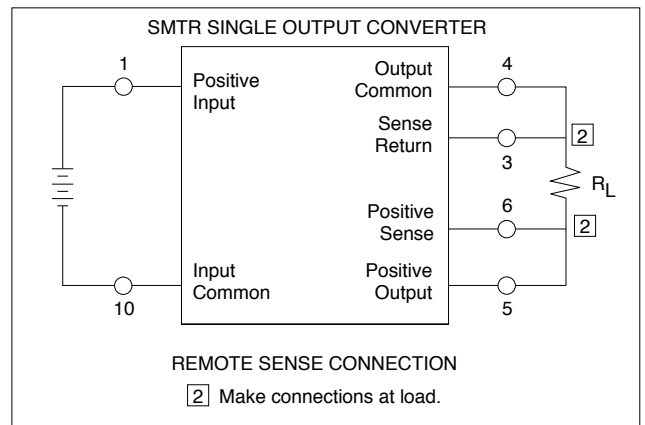 SMTR SINGLE OUTPUT CONVERTER
1
Positive
Input
Output
Common
4
Sense
Return
3
2
RL
Positive
Sense
6
2
Input
Common
10
Positive
Output
5
REMOTE SENSE CONNECTION
2 Make connections at load.